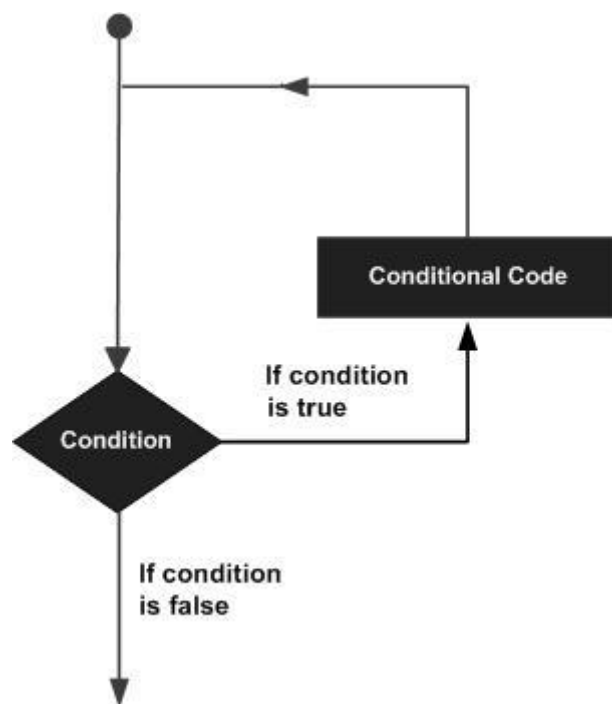 Conditional Code
If condition
is true
Condition
If condition
is false